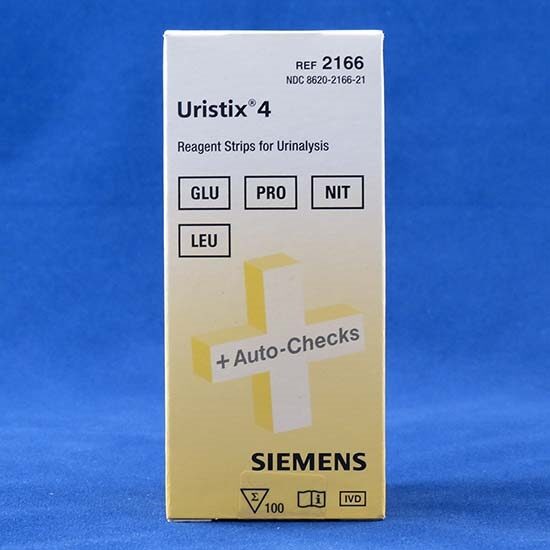 REF 2166
NDC 8620-2166-21
Uristix® 4
Reagent Strips for Urinalysis
GLU PRO NIT
LEU
+ Auto-Checks
SIEMENS
Σ 100 i IVD